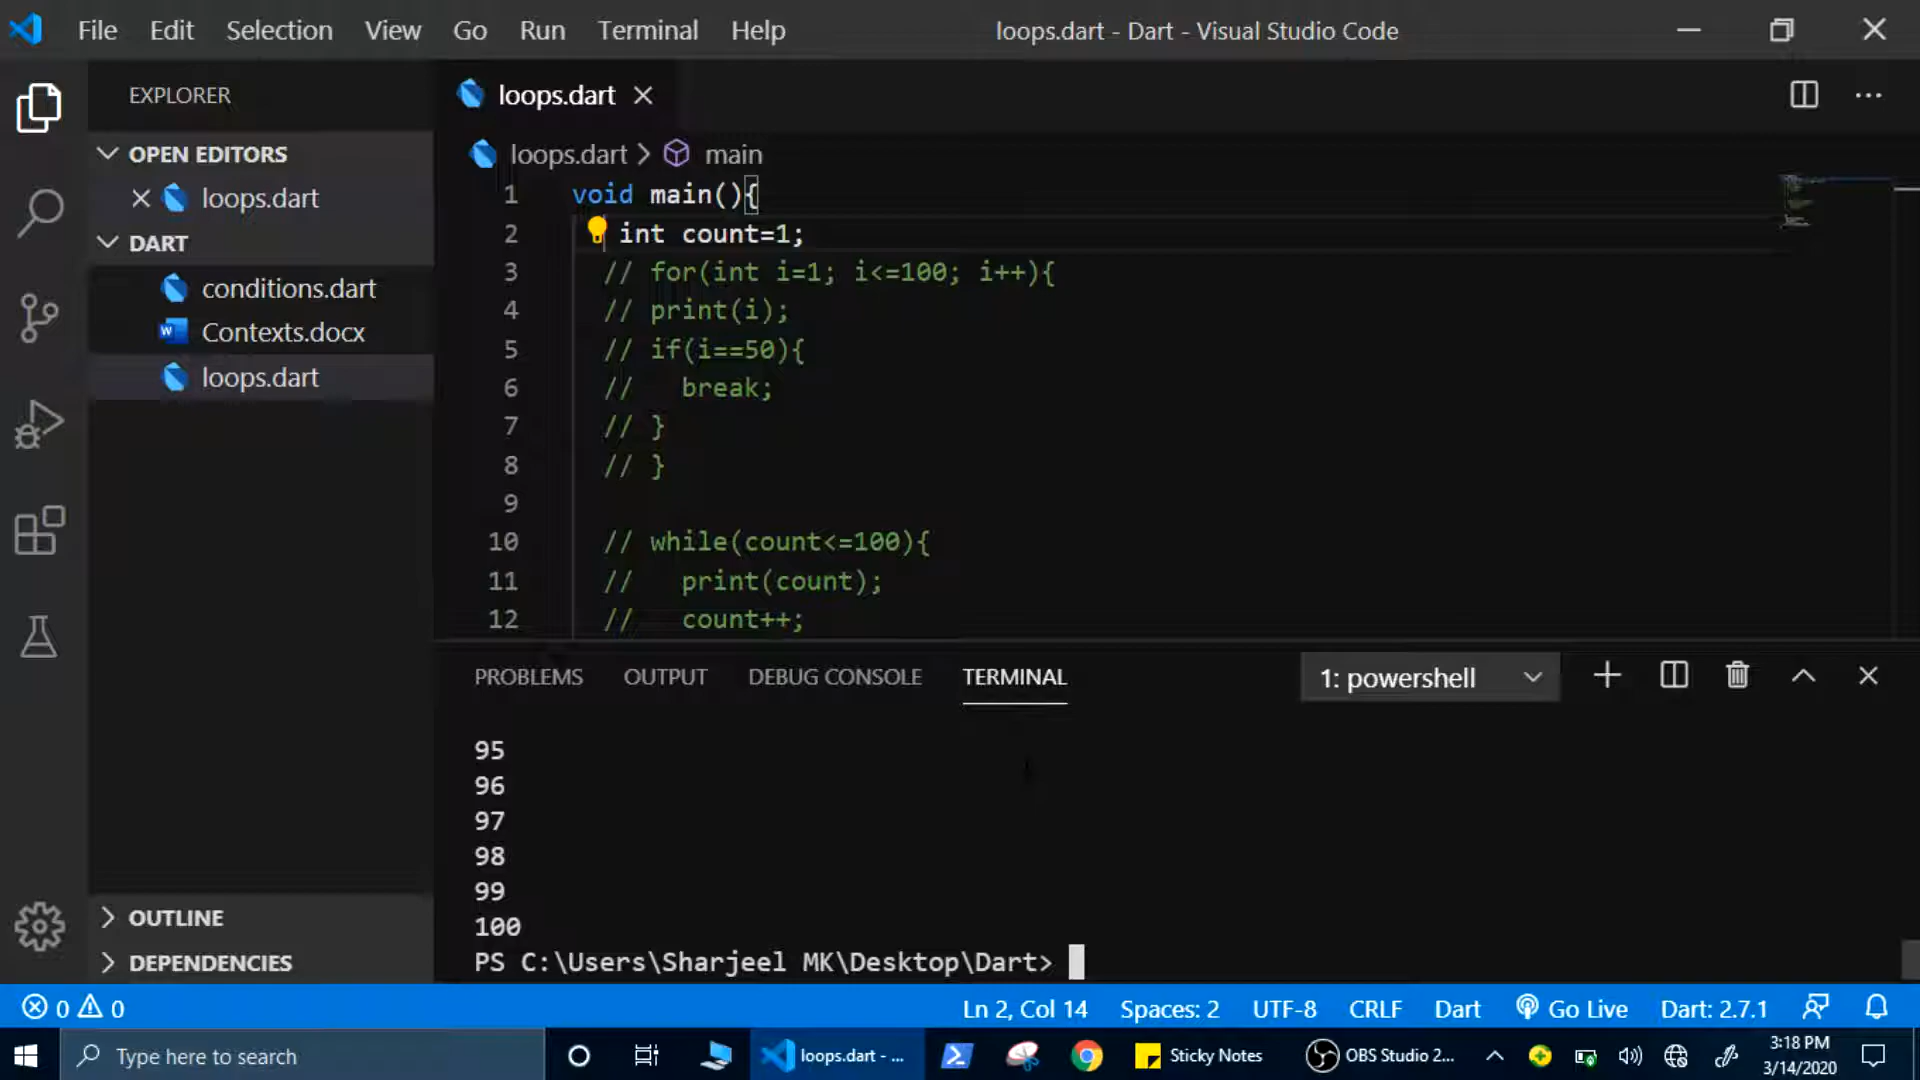 File Edit Selection View Go Run Terminal Help
loops.dart - Dart - Visual Studio Code
EXPLORER
OPEN EDITORS
loops.dart
DART
conditions.dart
Contexts.docx
loops.dart
OUTLINE
DEPENDENCIES
loops.dart
loops.dart > main
1 void main(){
2 int count=1;
3 // for(int i=1; i<=100; i++){
4 // print(i);
5 // if(i==50){
6 //   break;
7 // }
8 // }
9
10 // while(count<=100){
11 //   print(count);
12 //   count++;
PROBLEMS OUTPUT DEBUG CONSOLE TERMINAL 1: powershell
95
96
97
98
99
100
PS C:\Users\Sharjeel MK\Desktop\Dart>
0 0 Ln 2, Col 14 Spaces: 2 UTF-8 CRLF Dart Go Live Dart: 2.7.1
Type here to search loops.dart - ... Sticky Notes OBS Studio 2... 3:18 PM
3/14/2020